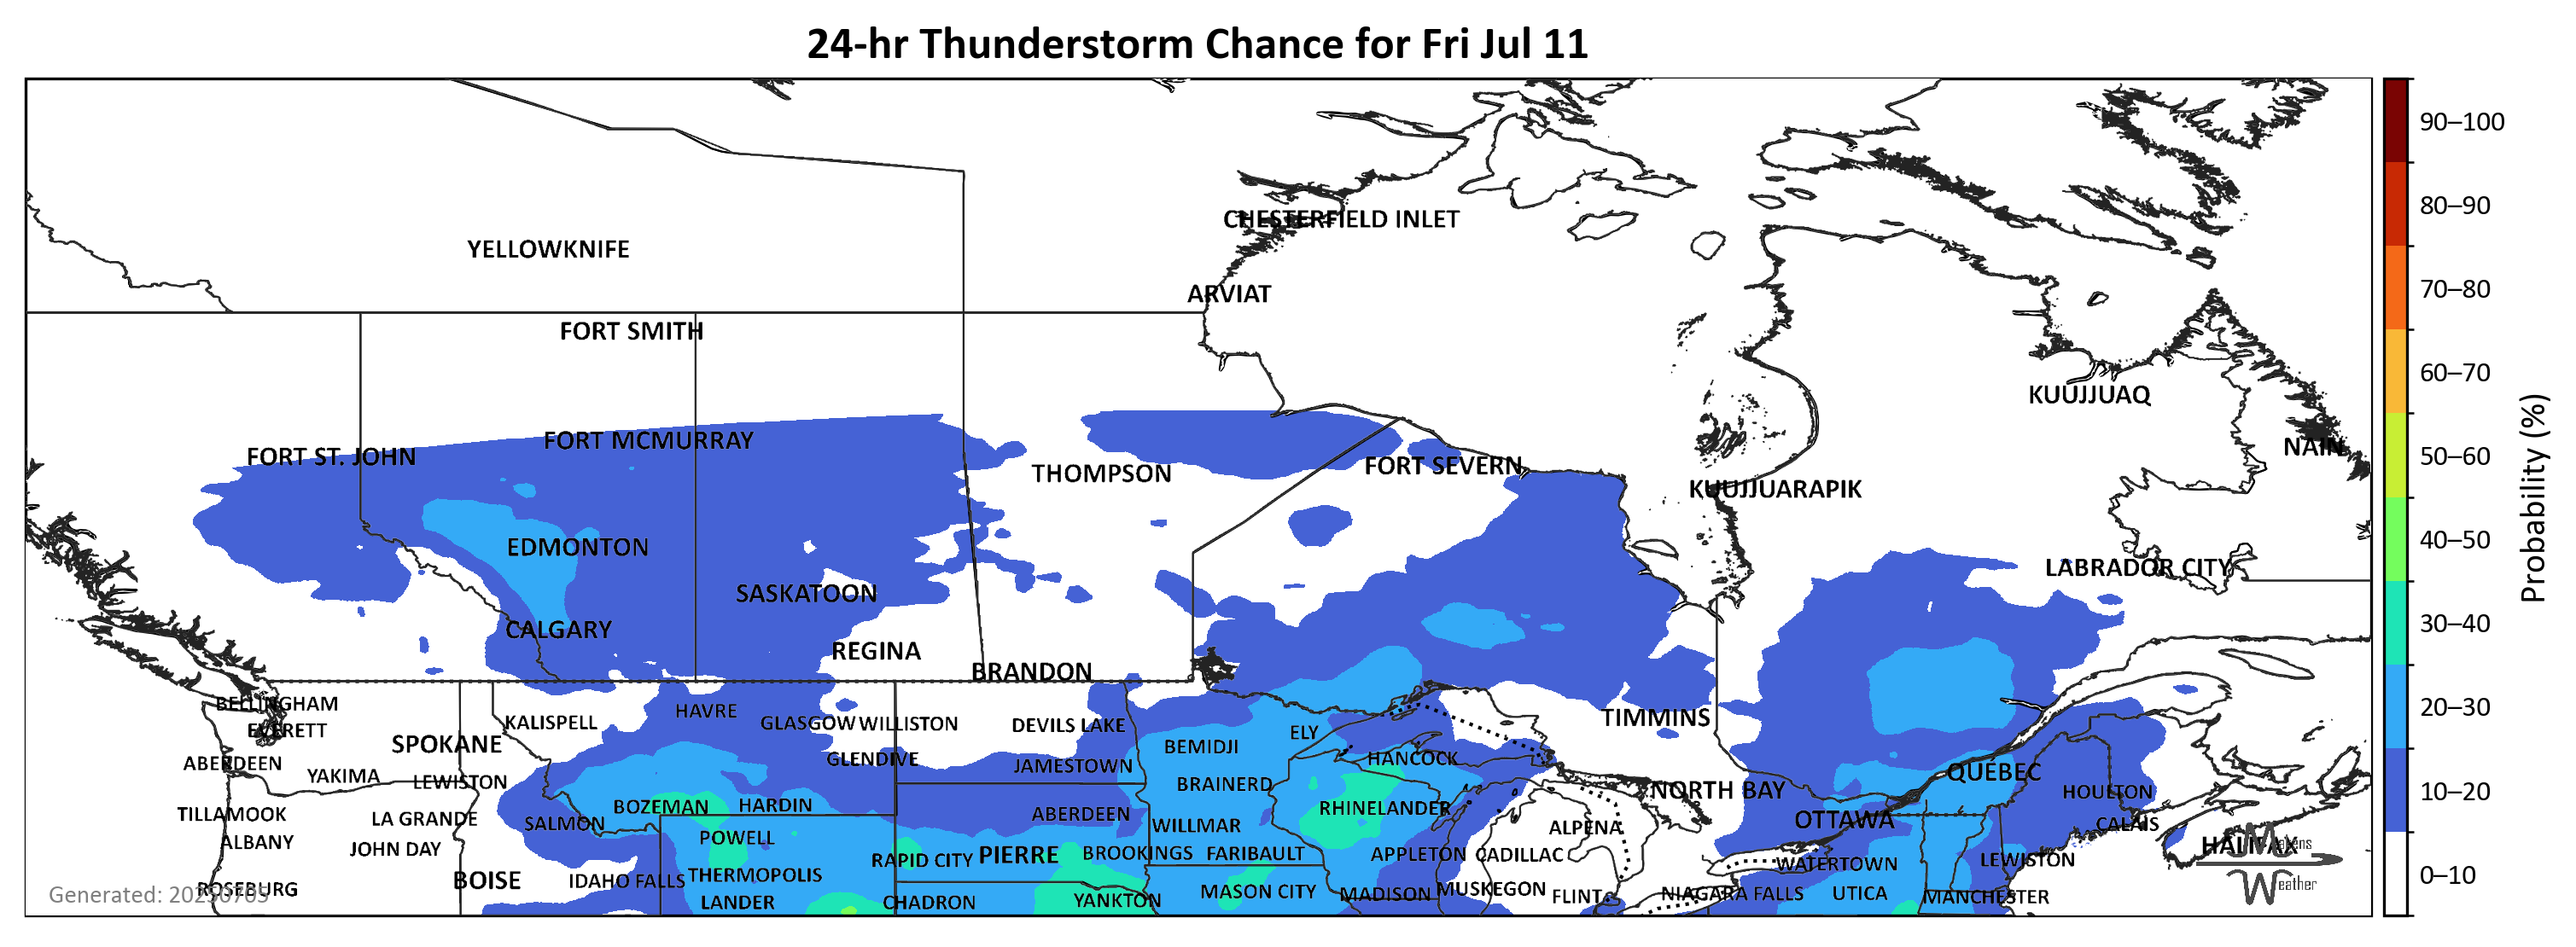 24-hr Thunderstorm Chance for Fri Jul 11
90–100
CHESTERFIELD INLET
80–90
YELLOWKNIFE
ARVIAT
70–80
FORT SMITH
60–70
KUUJJUAQ
FORT MCMURRAY
NAIN
50–60
FORT ST. JOHN
FORT SEVERN
THOMPSON
KUUJJUARAPIK
Probability (%)
40–50
EDMONTON
LABRADOR CITY
SASKATOON
30–40
CALGARY
REGINA
BRANDON
BELLINGHAM
20–30
HAVRE
TIMMINS
KALISPELL
GLASGOW WILLISTON
DEVILS LAKE
EVERETT
ELY
SPOKANE
BEMIDJI
HANCOCK
GLENDIVE
ABERDEEN
JAMESTOWN
QUÉBEC
YAKIMA
LEWISTON
BRAINERD
NORTH BAY
HOULTON
10–20
BOZEMAN
HARDIN
RHINELANDER
TILLAMOOK
ABERDEEN
LA GRANDE
OTTAWA
SALMON
WILLMAR
ALPENA
CALAIS
POWELL
ALBANY
HALIFAX
Makens
JOHN DAY
PIERRE
BROOKINGS
FARIBAULT
APPLETON
CADILLAC
RAPID CITY
LEWISTON
WATERTOWN
THERMOPOLIS
0–10
BOISE
IDAHO FALLS
Weather
ROSEBURG
MASON CITY
MADISON
MUSKEGON
FLINT
NIAGARA FALLS
UTICA
MANCHESTER
LANDER
CHADRON
YANKTON
Generated: 20250705